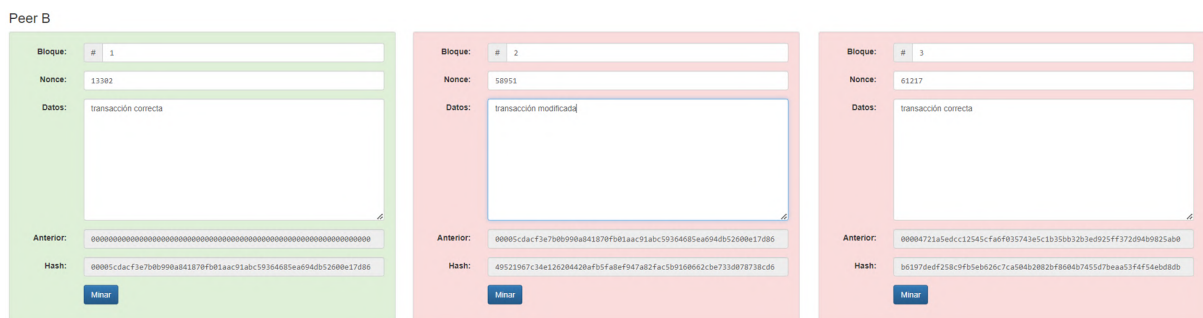 Peer B
Bloque: # 1
Nonce: 13302
Datos: transacción correcta
Anterior: 0000000000000000000000000000000000000000000000000000000000000000
Hash: 00005cdacf3e7b0b990a841870fb01aac91abc59364685ea694db52600e17d86
Minar
Bloque: # 2
Nonce: 58951
Datos: transacción modificada
Anterior: 00005cdacf3e7b0b990a841870fb01aac91abc59364685ea694db52600e17d86
Hash: 49521967c34e126204420afb5fa8ef947a82fac5b9160662cbe733d078738cd6
Minar
Bloque: # 3
Nonce: 61217
Datos: transacción correcta
Anterior: 00004721a5edcc12545cfa6f035743e5c1b35bb32b3ed925ff372d94b9825ab0
Hash: b6197dedf258c9fb5eb626c7ca504b2082bf8604b7455d7beaa53f4f54ebd8db
Minar